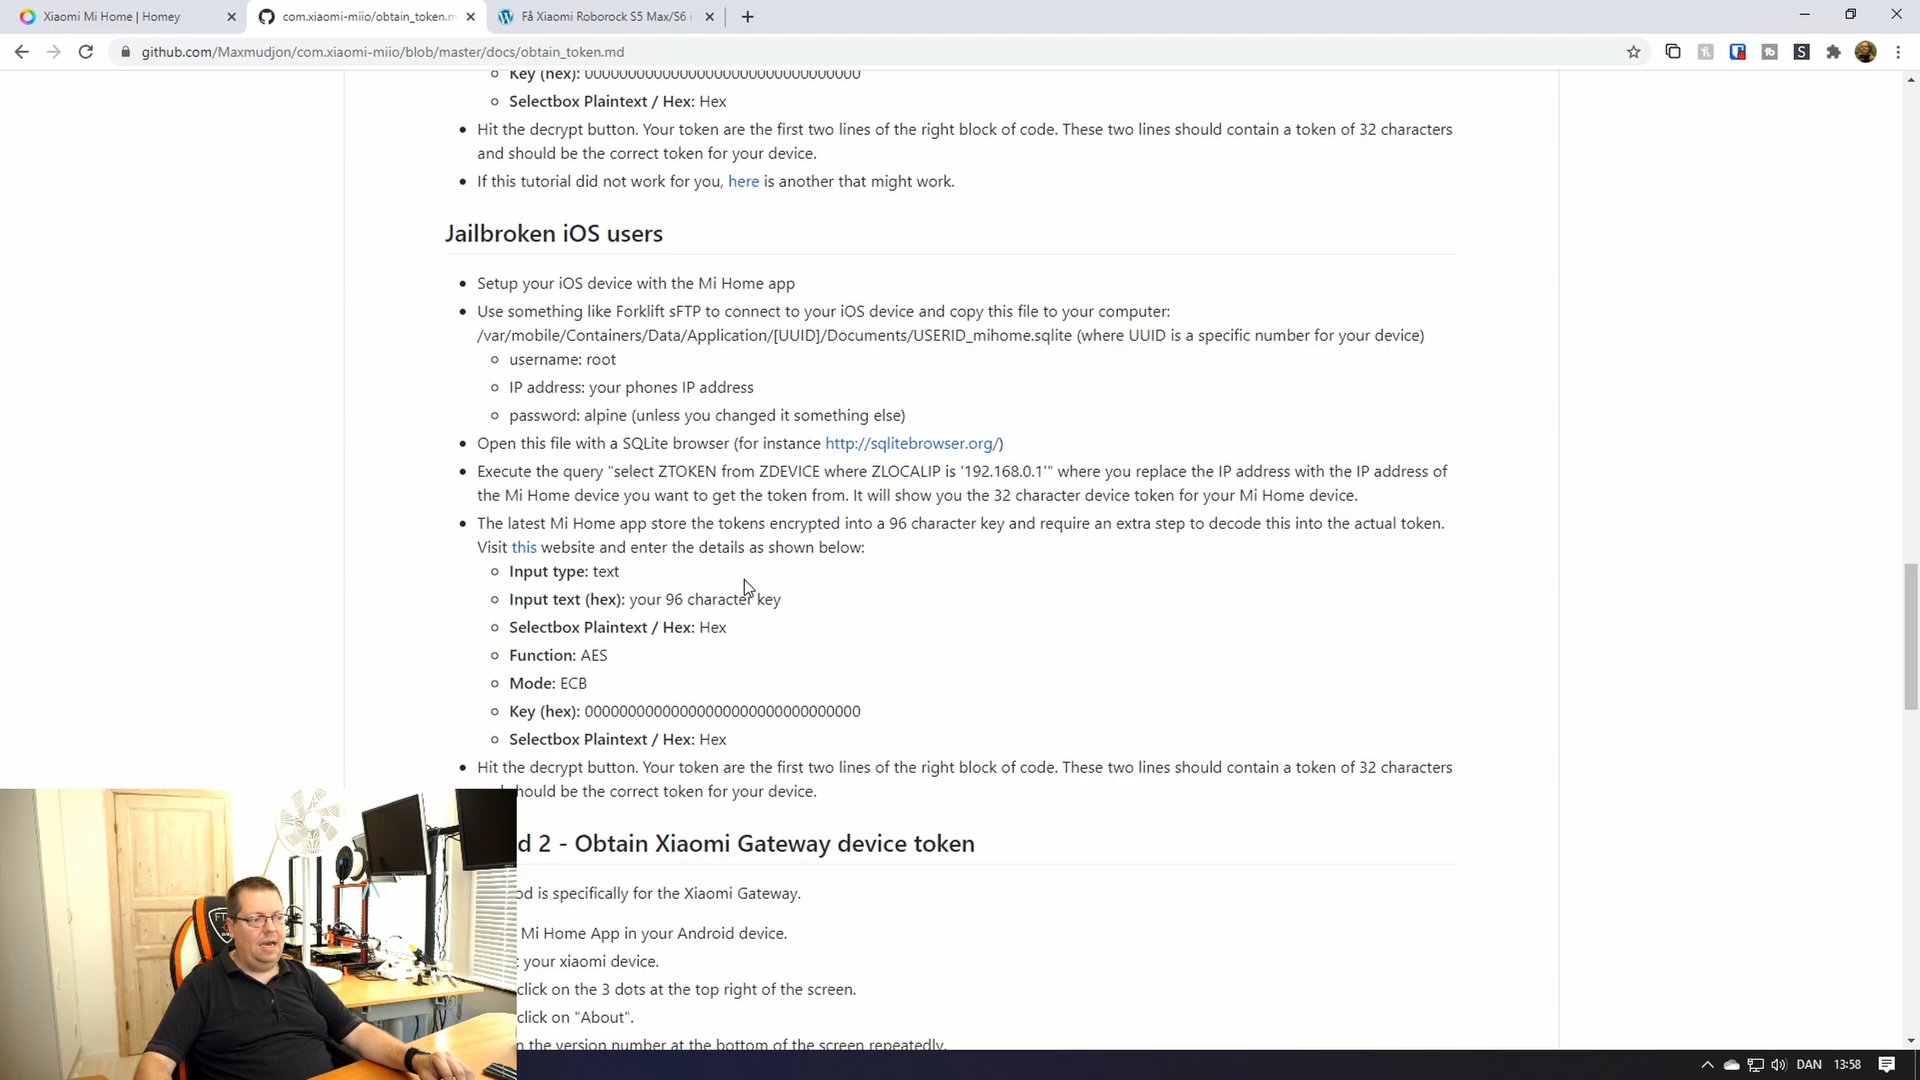 Xiaomi Mi Home | Homey
com.xiaomi-miio/obtain_token.m
Få Xiaomi Roborock S5 Max/S6 i
github.com/Maxmudjon/com.xiaomi-miio/blob/master/docs/obtain_token.md
Key (hex): 00000000000000000000000000000000
Selectbox Plaintext / Hex: Hex
Hit the decrypt button. Your token are the first two lines of the right block of code. These two lines should contain a token of 32 characters
and should be the correct token for your device.
If this tutorial did not work for you, here is another that might work.
Jailbroken iOS users
Setup your iOS device with the Mi Home app
Use something like Forklift sFTP to connect to your iOS device and copy this file to your computer:
/var/mobile/Containers/Data/Application/[UUID]/Documents/USERID_mihome.sqlite (where UUID is a specific number for your device)
username: root
IP address: your phones IP address
password: alpine (unless you changed it something else)
Open this file with a SQLite browser (for instance http://sqlitebrowser.org/)
Execute the query "select ZTOKEN from ZDEVICE where ZLOCALIP is '192.168.0.1'" where you replace the IP address with the IP address of
the Mi Home device you want to get the token from. It will show you the 32 character device token for your Mi Home device.
The latest Mi Home app store the tokens encrypted into a 96 character key and require an extra step to decode this into the actual token.
Visit this website and enter the details as shown below:
Input type: text
Input text (hex): your 96 character key
Selectbox Plaintext / Hex: Hex
Function: AES
Mode: ECB
Key (hex): 00000000000000000000000000000000
Selectbox Plaintext / Hex: Hex
Hit the decrypt button. Your token are the first two lines of the right block of code. These two lines should contain a token of 32 characters
hould be the correct token for your device.
d 2 - Obtain Xiaomi Gateway device token
od is specifically for the Xiaomi Gateway.
Mi Home App in your Android device.
your xiaomi device.
click on the 3 dots at the top right of the screen.
click on "About".
n the version number at the bottom of the screen repeatedly.
DAN 13:58